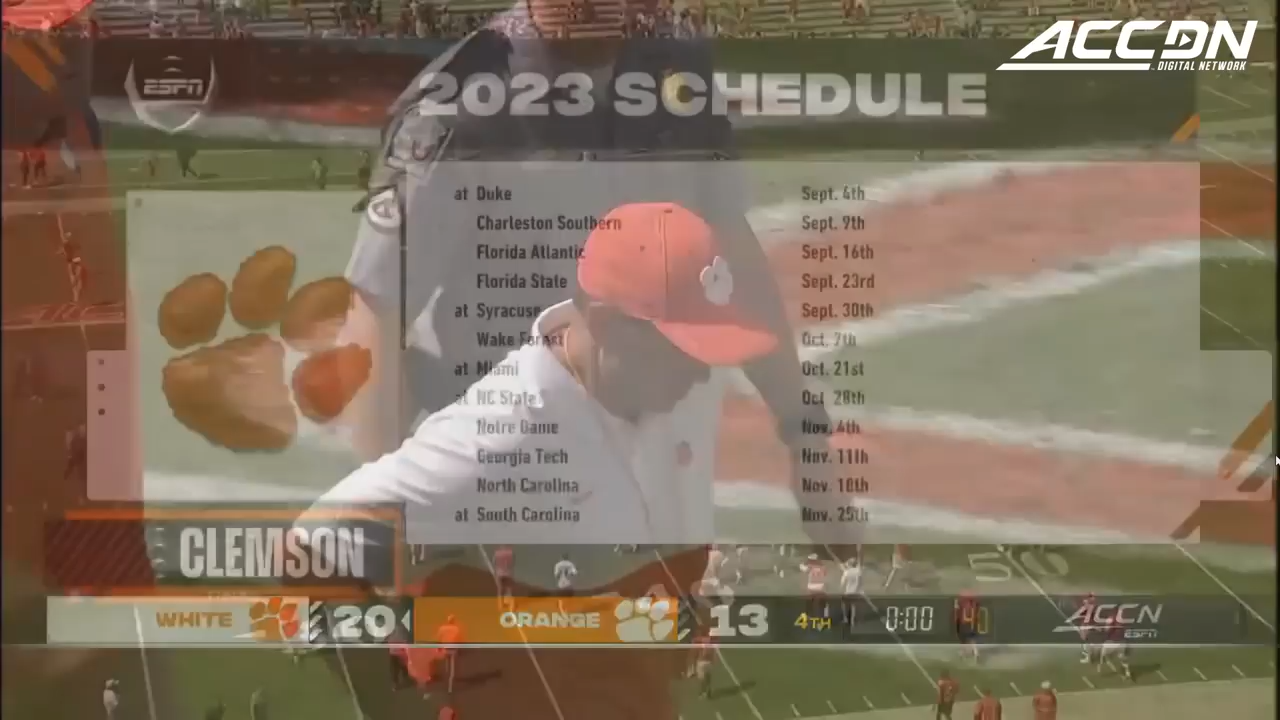 ACCDN
DIGITAL NETWORK
ESPN
2023 SCHEDULE
at Duke Sept. 4th
Charleston Southern Sept. 9th
Florida Atlantic Sept. 16th
Florida State Sept. 23rd
at Syracuse Sept. 30th
Wake Forest Oct. 7th
at Miami Oct. 21st
at NC State Oct. 28th
Notre Dame Nov. 4th
Georgia Tech Nov. 11th
North Carolina Nov. 18th
at South Carolina Nov. 25th
CLEMSON
WHITE 20 ORANGE 13 4TH 0:00 40 ACCN
ESPN
50